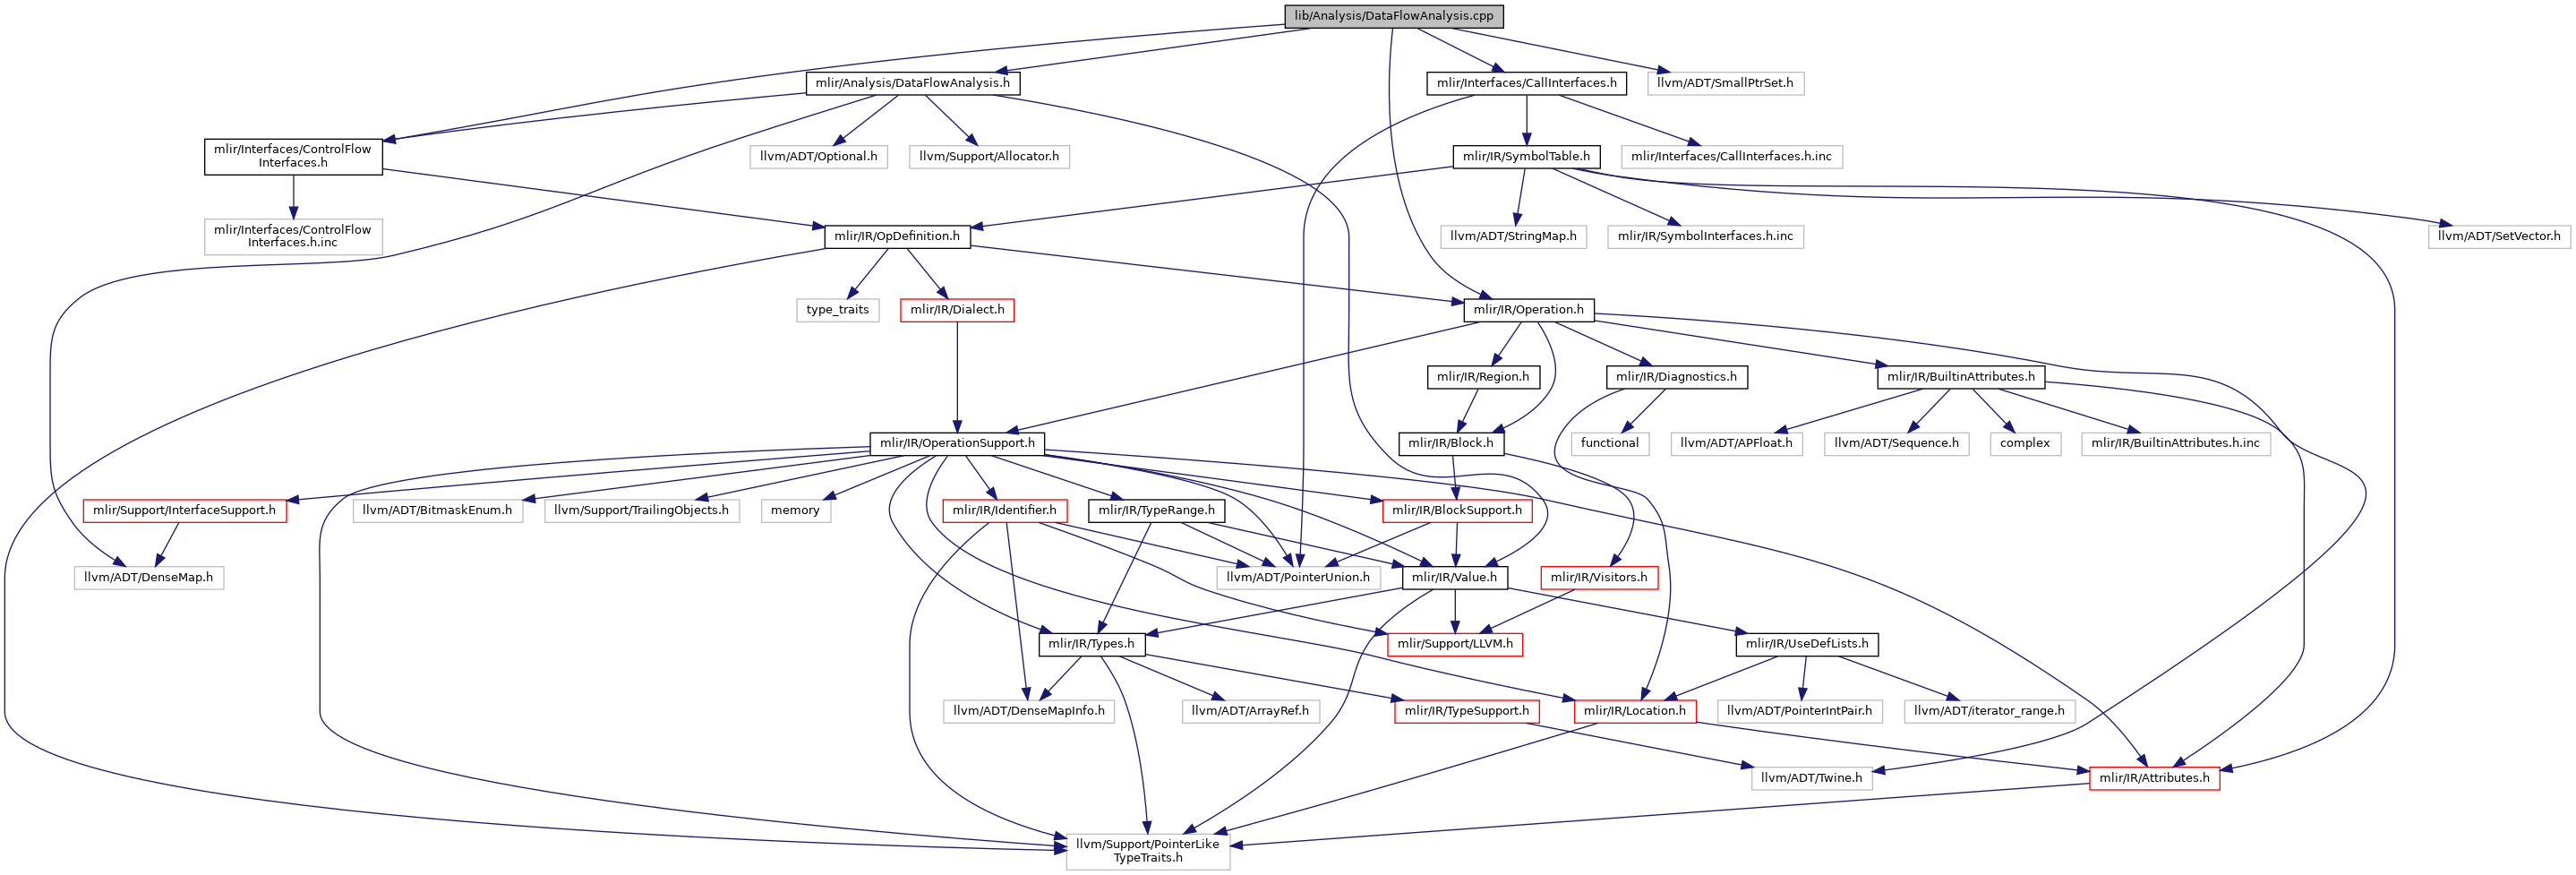 lib/Analysis/DataFlowAnalysis.cpp
mlir/Analysis/DataFlowAnalysis.h
mlir/Interfaces/CallInterfaces.h
llvm/ADT/SmallPtrSet.h
mlir/Interfaces/ControlFlow
Interfaces.h
llvm/ADT/Optional.h
llvm/Support/Allocator.h
mlir/IR/SymbolTable.h
mlir/Interfaces/CallInterfaces.h.inc
mlir/Interfaces/ControlFlow
Interfaces.h.inc
mlir/IR/OpDefinition.h
llvm/ADT/StringMap.h
mlir/IR/SymbolInterfaces.h.inc
llvm/ADT/SetVector.h
type_traits
mlir/IR/Dialect.h
mlir/IR/Operation.h
mlir/IR/Region.h
mlir/IR/Diagnostics.h
mlir/IR/BuiltinAttributes.h
mlir/IR/OperationSupport.h
mlir/IR/Block.h
functional
llvm/ADT/APFloat.h
llvm/ADT/Sequence.h
complex
mlir/IR/BuiltinAttributes.h.inc
mlir/Support/InterfaceSupport.h
llvm/ADT/BitmaskEnum.h
llvm/Support/TrailingObjects.h
memory
mlir/IR/Identifier.h
mlir/IR/TypeRange.h
mlir/IR/BlockSupport.h
llvm/ADT/DenseMap.h
llvm/ADT/PointerUnion.h
mlir/IR/Value.h
mlir/IR/Visitors.h
mlir/IR/Types.h
mlir/Support/LLVM.h
mlir/IR/UseDefLists.h
llvm/ADT/DenseMapInfo.h
llvm/ADT/ArrayRef.h
mlir/IR/TypeSupport.h
mlir/IR/Location.h
llvm/ADT/PointerIntPair.h
llvm/ADT/iterator_range.h
llvm/ADT/Twine.h
mlir/IR/Attributes.h
llvm/Support/PointerLike
TypeTraits.h